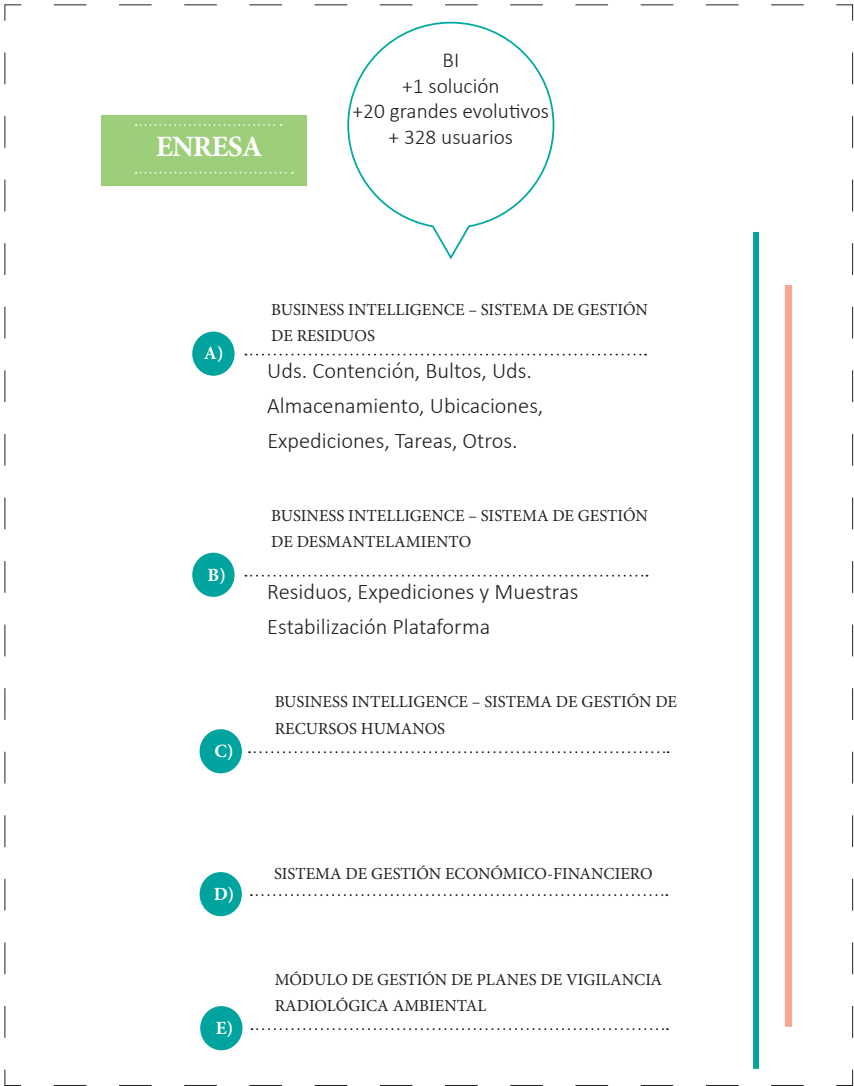 BI
+1 solución
+20 grandes evolutivos
+ 328 usuarios
ENRESA
BUSINESS INTELLIGENCE – SISTEMA DE GESTIÓN
DE RESIDUOS
A)
Uds. Contención, Bultos, Uds.
Almacenamiento, Ubicaciones,
Expediciones, Tareas, Otros.
BUSINESS INTELLIGENCE – SISTEMA DE GESTIÓN
DE DESMANTELAMIENTO
B)
Residuos, Expediciones y Muestras
Estabilización Plataforma
BUSINESS INTELLIGENCE – SISTEMA DE GESTIÓN DE
RECURSOS HUMANOS
C)
SISTEMA DE GESTIÓN ECONÓMICO-FINANCIERO
D)
MÓDULO DE GESTIÓN DE PLANES DE VIGILANCIA
RADIOLÓGICA AMBIENTAL
E)